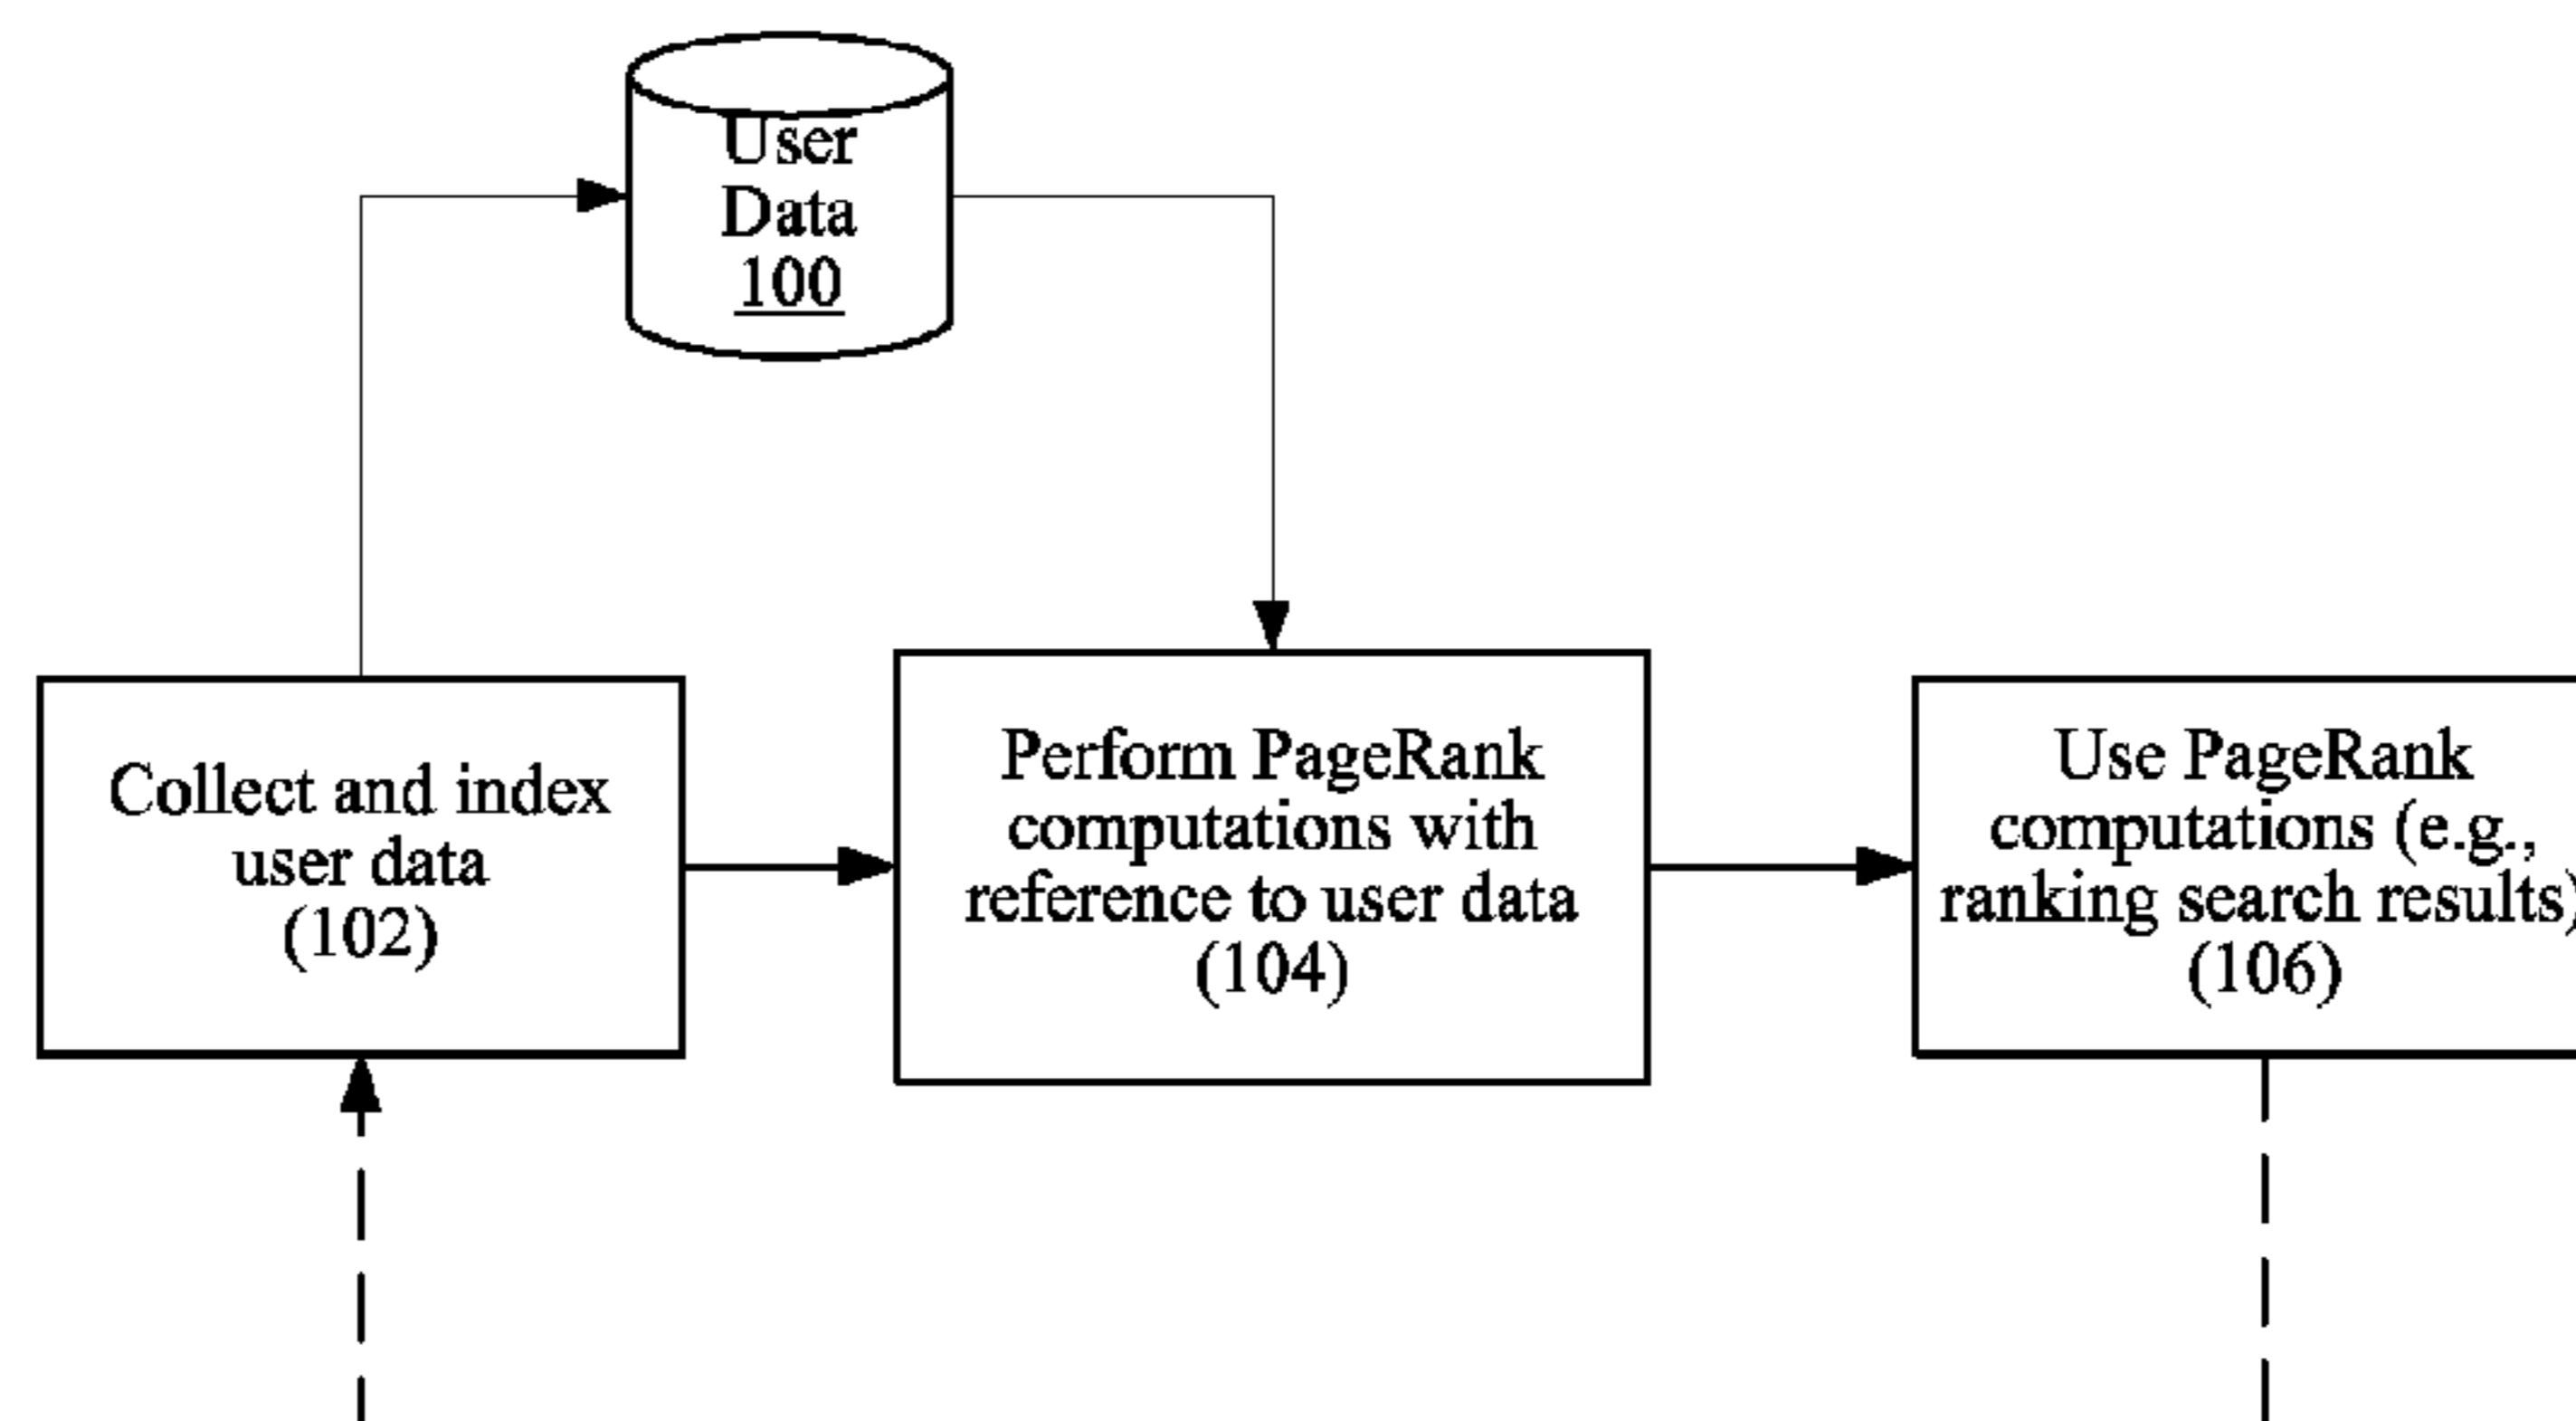 User
Data
100
Collect and index
user data
(102)
Perform PageRank
computations with
reference to user data
(104)
Use PageRank
computations (e.g.,
ranking search results)
(106)